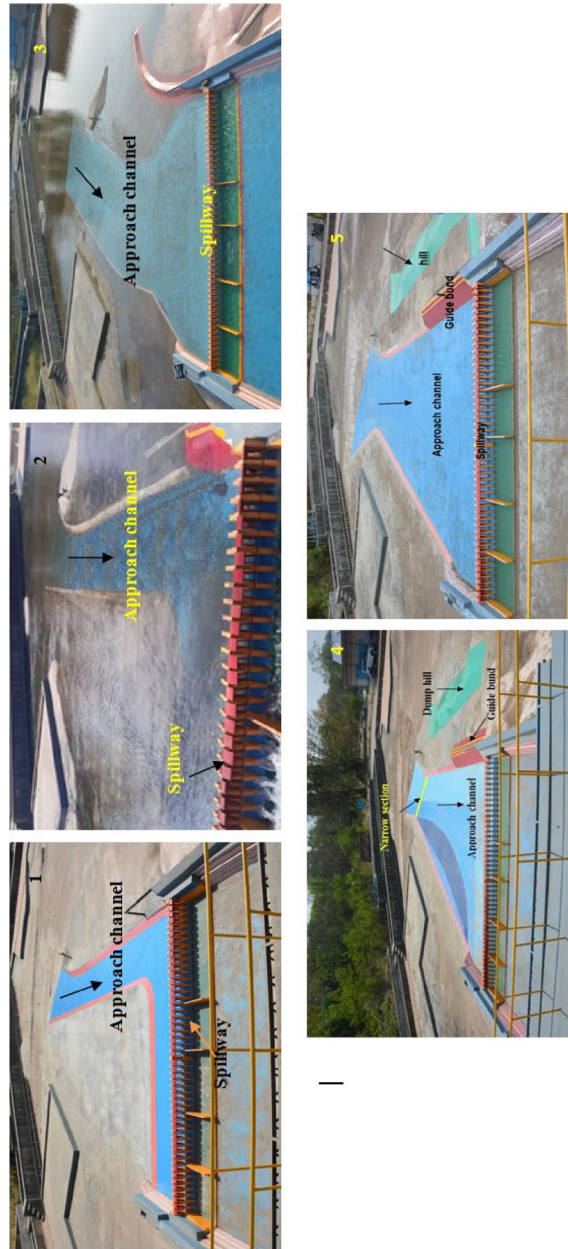 1
Approach channel
Spillway
2
Approach channel
Spillway
3
Approach channel
Spillway
4
Narrow section
Dump hill
Guide bund
Approach channel
5
hill
Guide bund
Approach channel
Spillway